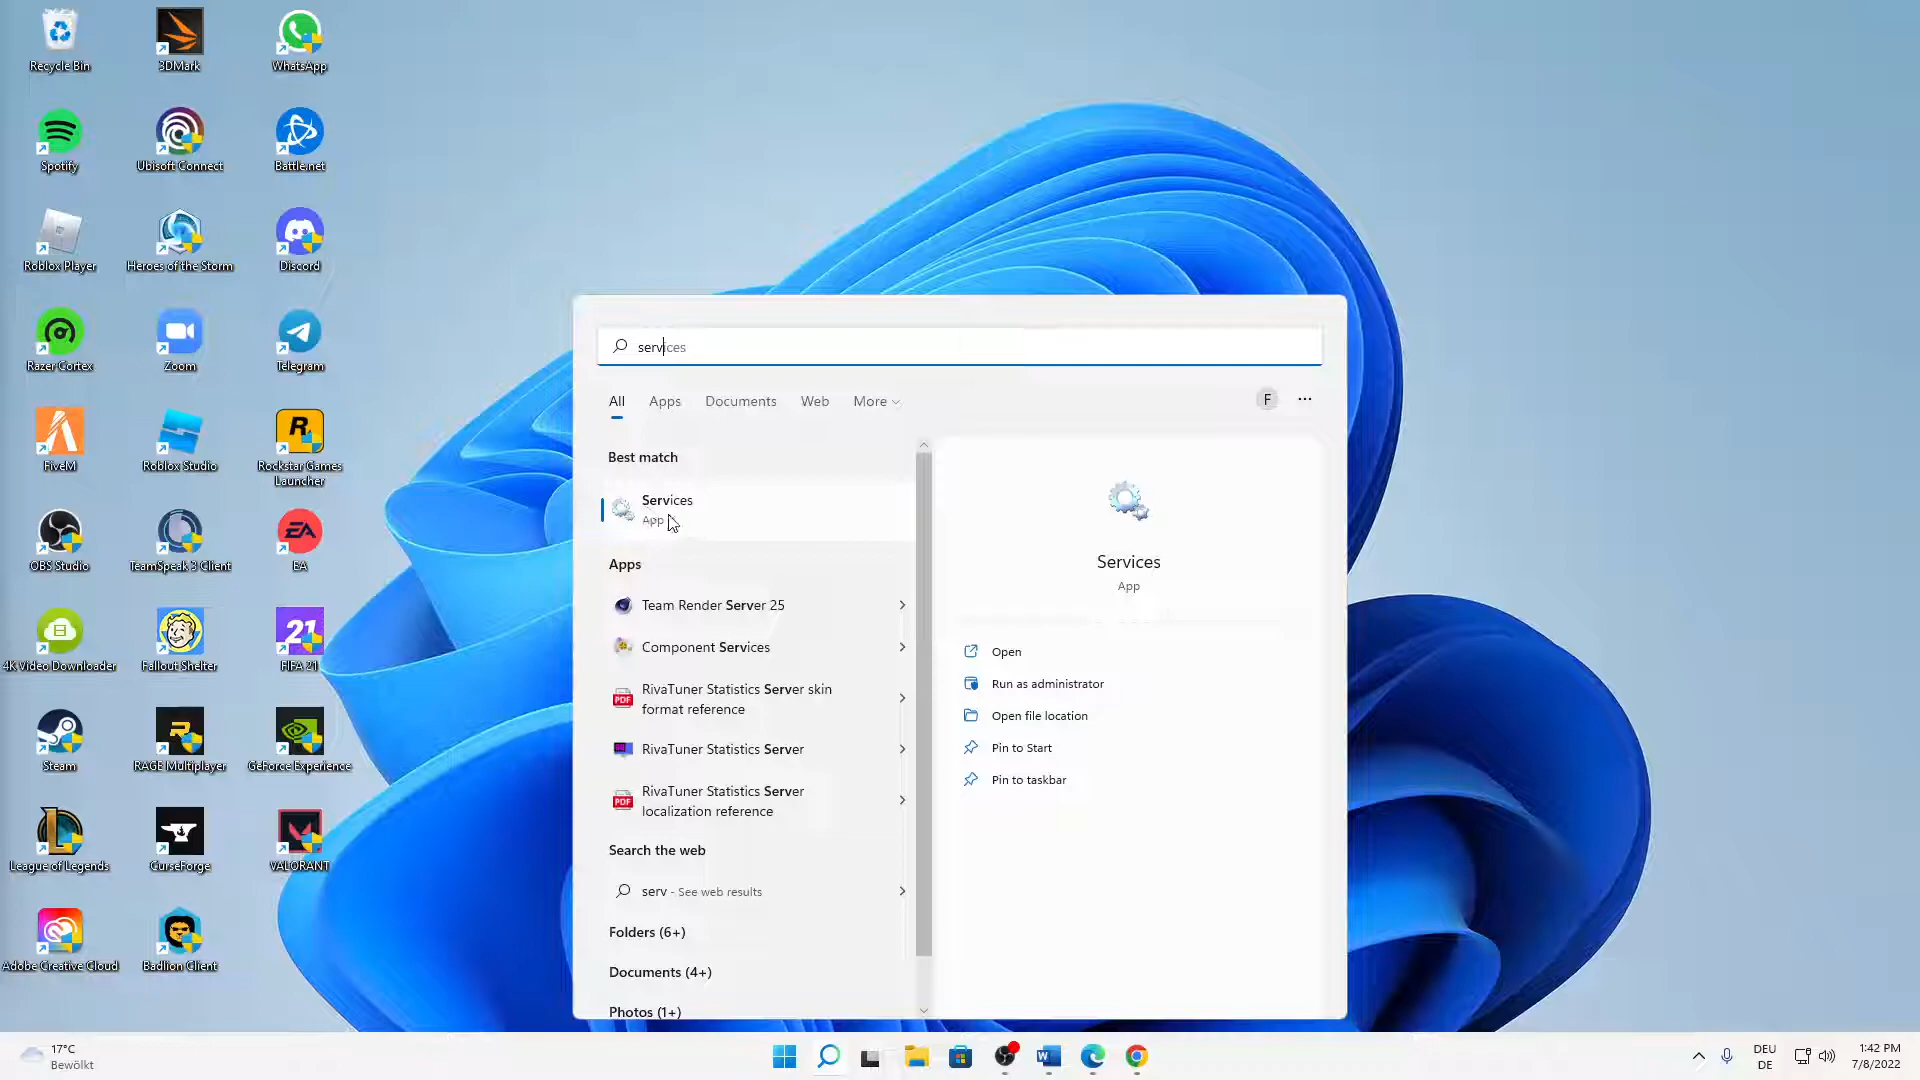 Recycle Bin
3DMark
WhatsApp
Spotify
Ubisoft Connect
Battle.net
Roblox Player
Heroes of the Storm
Discord
Razer Cortex
Zoom
Telegram
FiveM
Roblox Studio
Rockstar Games
Launcher
OBS Studio
TeamSpeak 3 Client
EA
4K Video Downloader
Fallout Shelter
FIFA 21
Steam
RAGE Multiplayer
GeForce Experience
League of Legends
CurseForge
VALORANT
Adobe Creative Cloud
Badlion Client
services
All
Apps
Documents
Web
More
F
Best match
Services
App
Apps
Team Render Server 25
Component Services
RivaTuner Statistics Server skin
format reference
RivaTuner Statistics Server
RivaTuner Statistics Server
localization reference
Search the web
serv - See web results
Folders (6+)
Documents (4+)
Photos (1+)
Services
App
Open
Run as administrator
Open file location
Pin to Start
Pin to taskbar
17°C
Bewölkt
DEU
DE
1:42 PM
7/8/2022